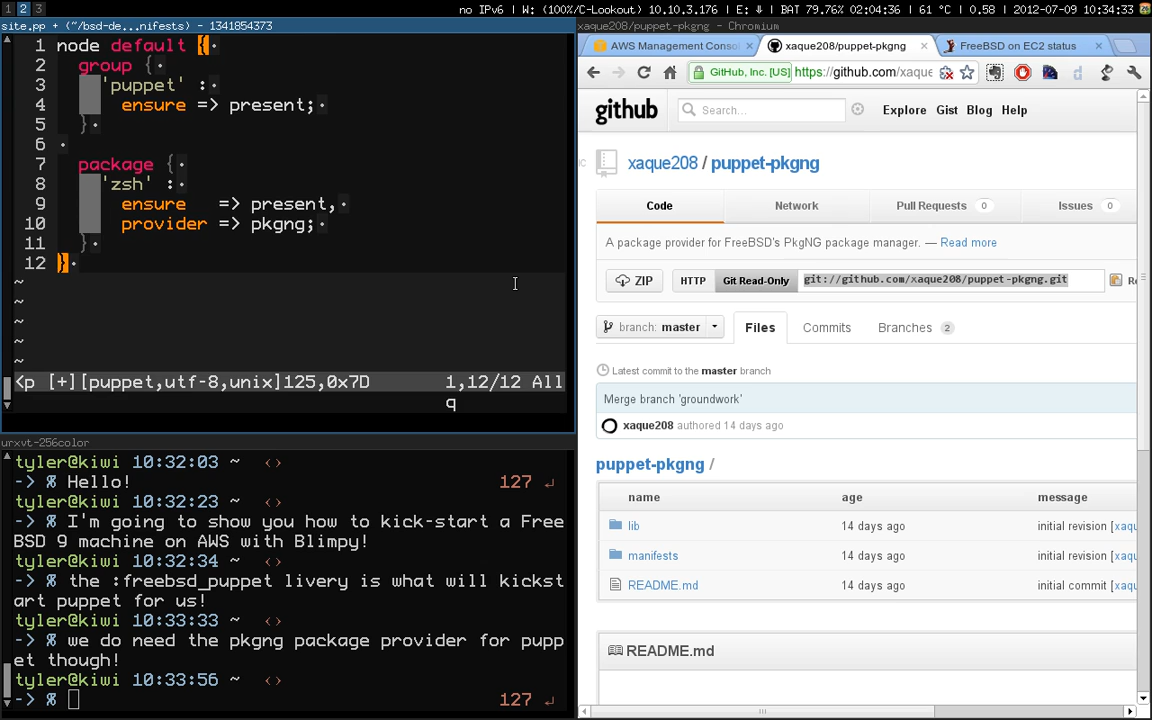 1 2 3 no IPv6 | W: (100%/C-Lookout) 10.10.3.176 | E: ⬇ | BAT 79.76% 02:04:36 | 61 °C | 0.58 | 2012-07-09 10:34:33
site.pp + (~/bsd-de...nifests) - 1341854373
1 node default {
2 group {
3 'puppet' :
4 ensure => present;
5 }
6
7 package {
8 'zsh' :
9 ensure => present,
10 provider => pkgng;
11 }
12 }
~
~
~
~
~
<p [+][puppet,utf-8,unix]125,0x7D 1,12/12 All
q
urxvt-256color
tyler@kiwi 10:32:03 ~ <>
-> % Hello! 127 ↵
tyler@kiwi 10:32:23 ~ <>
-> % I'm going to show you how to kick-start a Free
BSD 9 machine on AWS with Blimpy!
tyler@kiwi 10:32:34 ~ <>
-> % the :freebsd_puppet livery is what will kickst
art puppet for us!
tyler@kiwi 10:33:33 ~ <>
-> % we do need the pkgng package provider for pupp
et though!
tyler@kiwi 10:33:56 ~ <>
-> % 127 ↵
xaque208/puppet-pkgng - Chromium
AWS Management Consol × xaque208/puppet-pkgng × FreeBSD on EC2 status ×
GitHub, Inc. [US] https://github.com/xaque
github Search... Explore Gist Blog Help
xaque208 / puppet-pkgng
Code Network Pull Requests 0 Issues 0
A package provider for FreeBSD's PkgNG package manager. — Read more
ZIP HTTP Git Read-Only git://github.com/xaque208/puppet-pkgng.git Re
branch: master Files Commits Branches 2
Latest commit to the master branch
Merge branch 'groundwork'
xaque208 authored 14 days ago
puppet-pkgng /
name age message
lib 14 days ago initial revision [xaqu
manifests 14 days ago initial revision [xaqu
README.md 14 days ago initial commit [xaqu
README.md